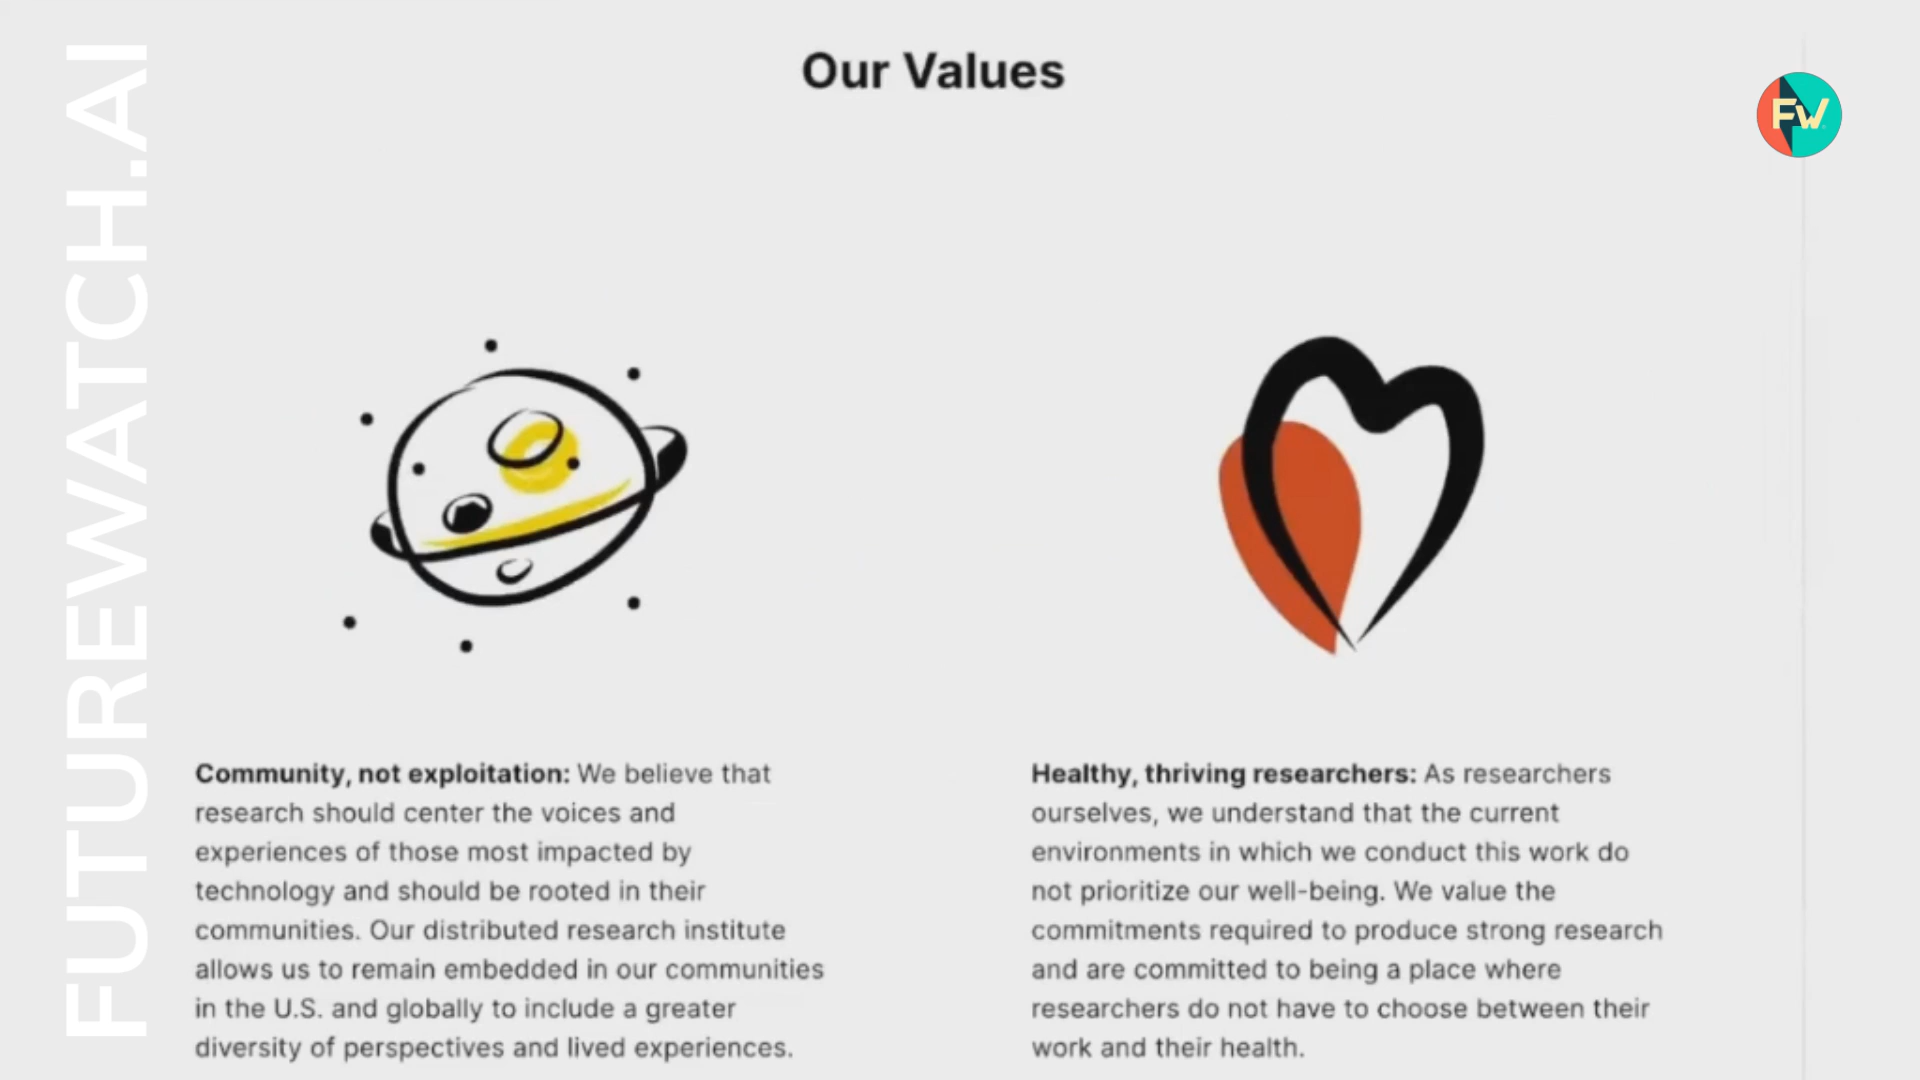 Our Values
FW
FUTUREWATCH.AI
Community, not exploitation: We believe that
research should center the voices and
experiences of those most impacted by
technology and should be rooted in their
communities. Our distributed research institute
allows us to remain embedded in our communities
in the U.S. and globally to include a greater
diversity of perspectives and lived experiences.
Healthy, thriving researchers: As researchers
ourselves, we understand that the current
environments in which we conduct this work do
not prioritize our well-being. We value the
commitments required to produce strong research
and are committed to being a place where
researchers do not have to choose between their
work and their health.